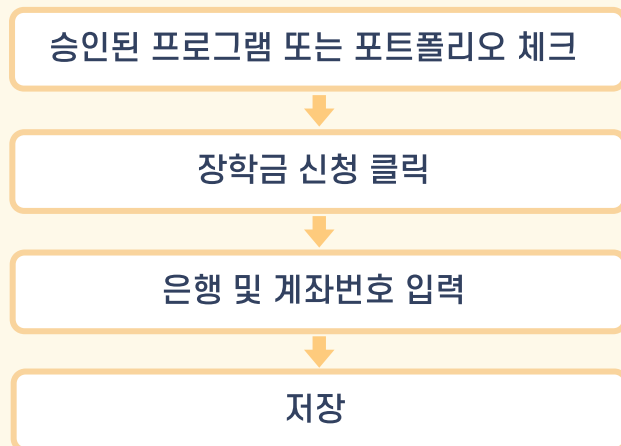 승인된 프로그램 또는 포트폴리오 체크
장학금 신청 클릭
은행 및 계좌번호 입력
저장